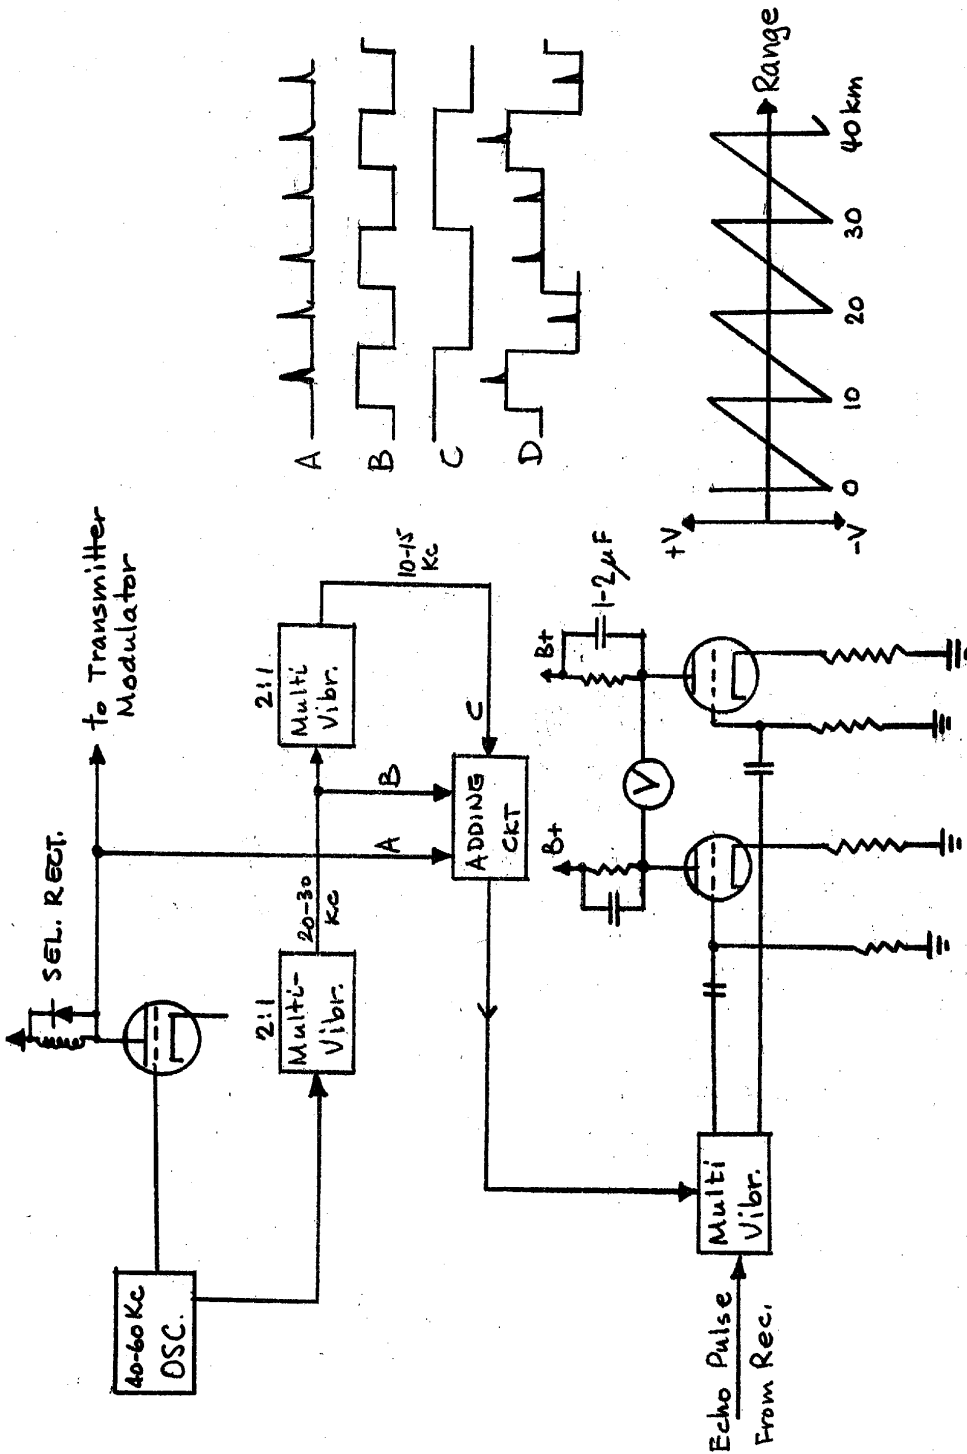 40-60 Kc
OSC.
SEL. RECT.
to Transmitter
Modulator
2:1
Multi-
Vibr.
20-30
Kc
2:1
Multi
Vibr.
10-15
Kc
A
B
C
ADDING
CKT
Echo Pulse
From Rec.
Multi
Vibr.
B+
V
B+
1-2μF
A
B
C
D
+V
-V
0
10
20
30
40 km
Range